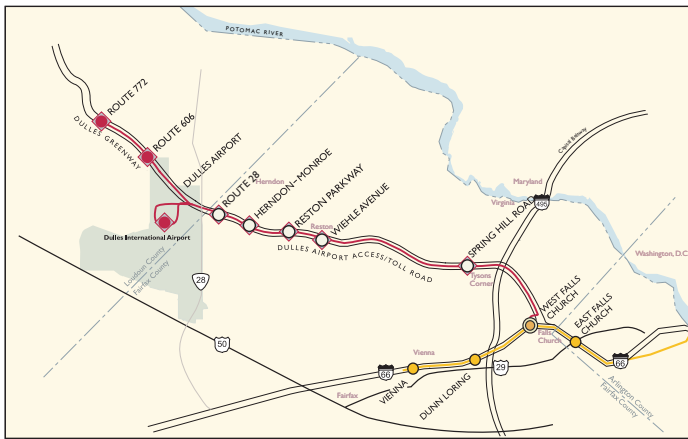 POTOMAC RIVER
ROUTE 772
DULLES GREENWAY
ROUTE 606
DULLES AIRPORT
Capital Beltway
Herndon
ROUTE 28
HERNDON–MONROE
RESTON PARKWAY
Reston
WIEHLE AVENUE
Maryland
Virginia
495
SPRING HILL ROAD
Dulles International Airport
DULLES AIRPORT ACCESS/TOLL ROAD
Washington, D.C
Loudoun County
Fairfax County
28
Tysons
Corner
WEST FALLS
CHURCH
EAST FALLS
CHURCH
Falls
Church
50
Vienna
66
VIENNA
DUNN LORING
29
66
Fairfax
Arlington County
Fairfax County